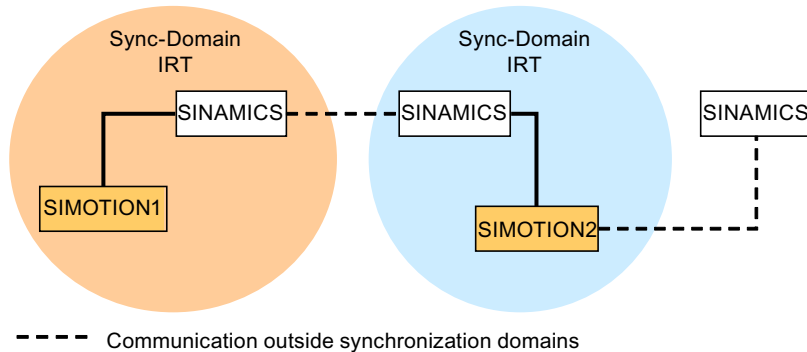 Sync-Domain
IRT
Sync-Domain
IRT
SINAMICS
SINAMICS
SINAMICS
SIMOTION1
SIMOTION2
Communication outside synchronization domains